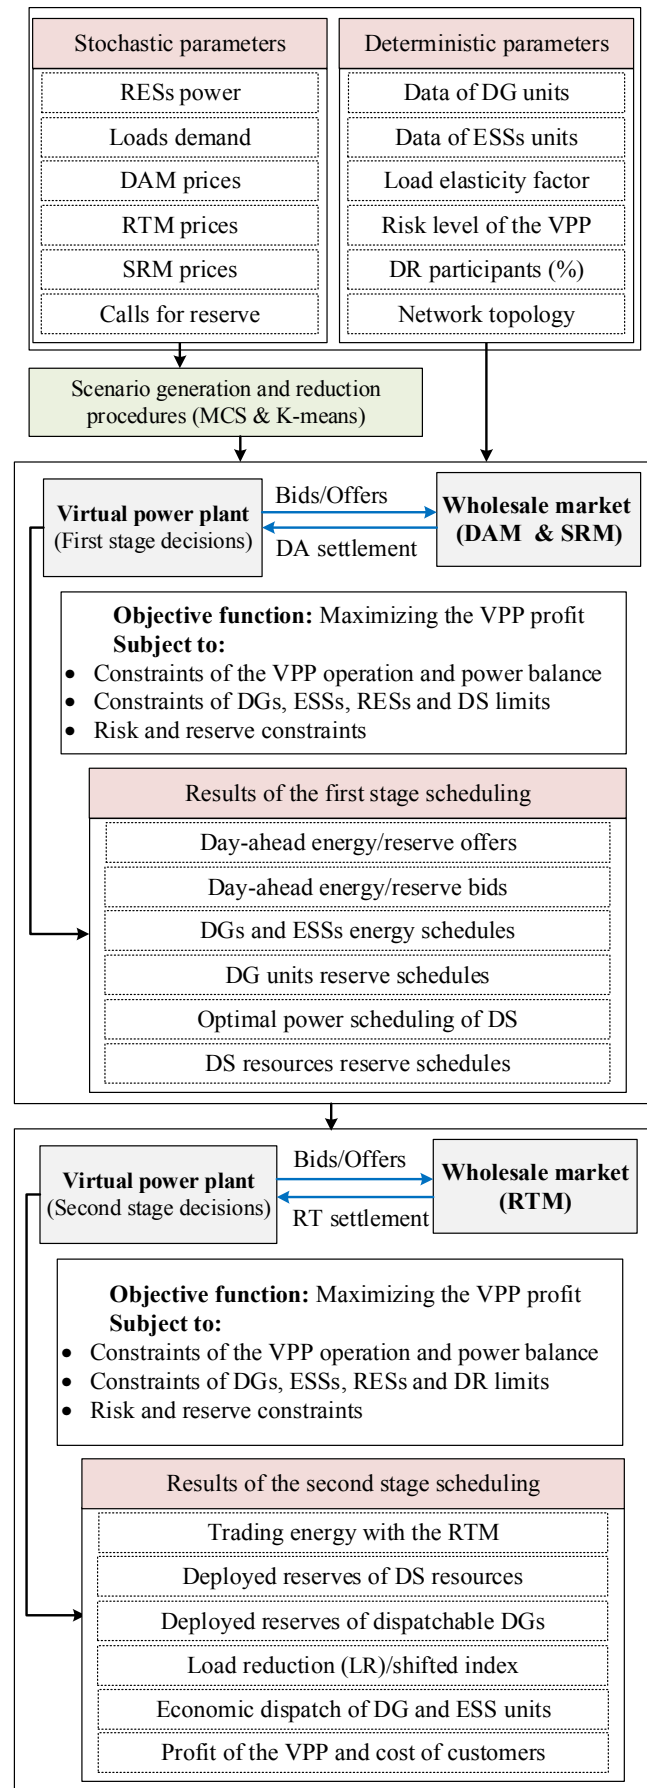 Stochastic parameters
RESs power
Loads demand
DAM prices
RTM prices
SRM prices
Calls for reserve
Deterministic parameters
Data of DG units
Data of ESSs units
Load elasticity factor
Risk level of the VPP
DR participants (%)
Network topology
Scenario generation and reduction
procedures (MCS & K-means)
Virtual power plant
(First stage decisions)
Bids/Offers
DA settlement
Wholesale market
(DAM & SRM)
Objective function: Maximizing the VPP profit
Subject to:
• Constraints of the VPP operation and power balance
• Constraints of DGs, ESSs, RESs and DS limits
• Risk and reserve constraints
Results of the first stage scheduling
Day-ahead energy/reserve offers
Day-ahead energy/reserve bids
DGs and ESSs energy schedules
DG units reserve schedules
Optimal power scheduling of DS
DS resources reserve schedules
Virtual power plant
(Second stage decisions)
Bids/Offers
RT settlement
Wholesale market
(RTM)
Objective function: Maximizing the VPP profit
Subject to:
• Constraints of the VPP operation and power balance
• Constraints of DGs, ESSs, RESs and DR limits
• Risk and reserve constraints
Results of the second stage scheduling
Trading energy with the RTM
Deployed reserves of DS resources
Deployed reserves of dispatchable DGs
Load reduction (LR)/shifted index
Economic dispatch of DG and ESS units
Profit of the VPP and cost of customers